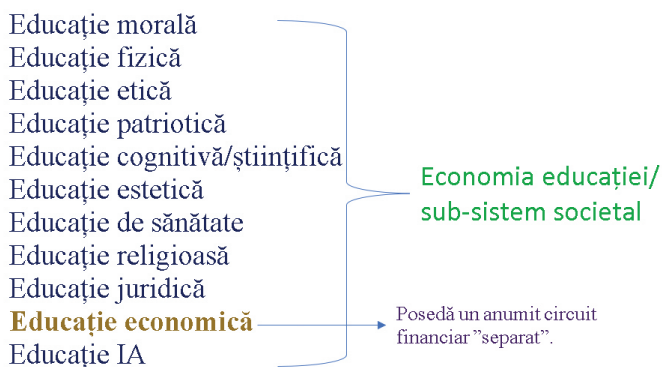 Educație morală
Educație fizică
Educație etică
Educație patriotică
Educație cognitivă/științifică
Educație estetică
Educație de sănătate
Educație religioasă
Educație juridică
Educație economică
Educație IA
Economia educației/
sub-sistem societal
Posedă un anumit circuit
financiar ”separat”.